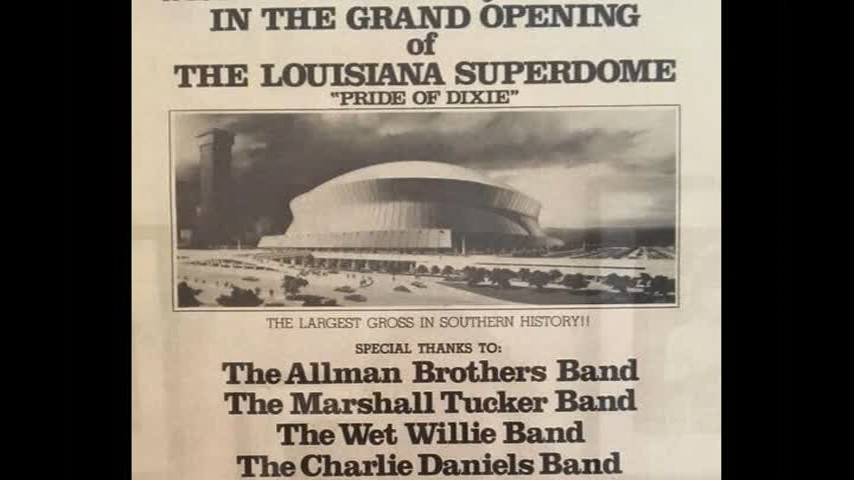 IN THE GRAND OPENING
of
THE LOUISIANA SUPERDOME
"PRIDE OF DIXIE"
THE LARGEST GROSS IN SOUTHERN HISTORY!!
SPECIAL THANKS TO:
The Allman Brothers Band
The Marshall Tucker Band
The Wet Willie Band
The Charlie Daniels Band